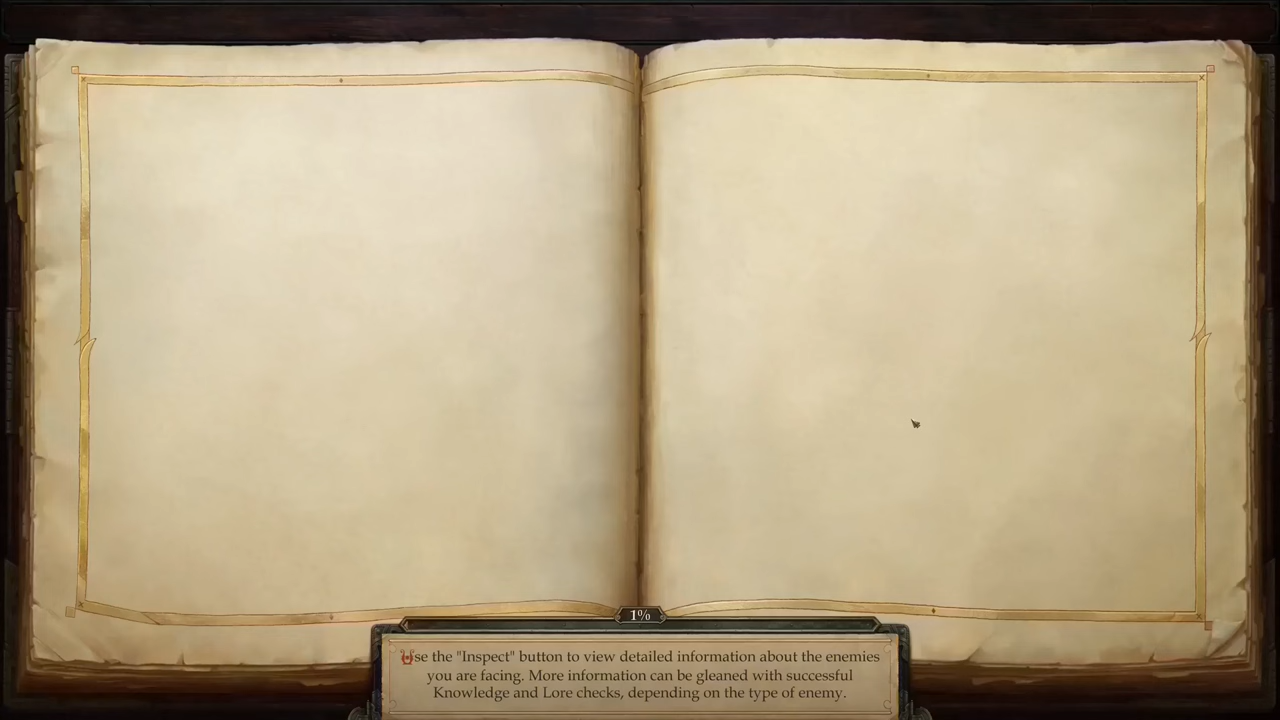 1%
Use the "Inspect" button to view detailed information about the enemies
you are facing. More information can be gleaned with successful
Knowledge and Lore checks, depending on the type of enemy.